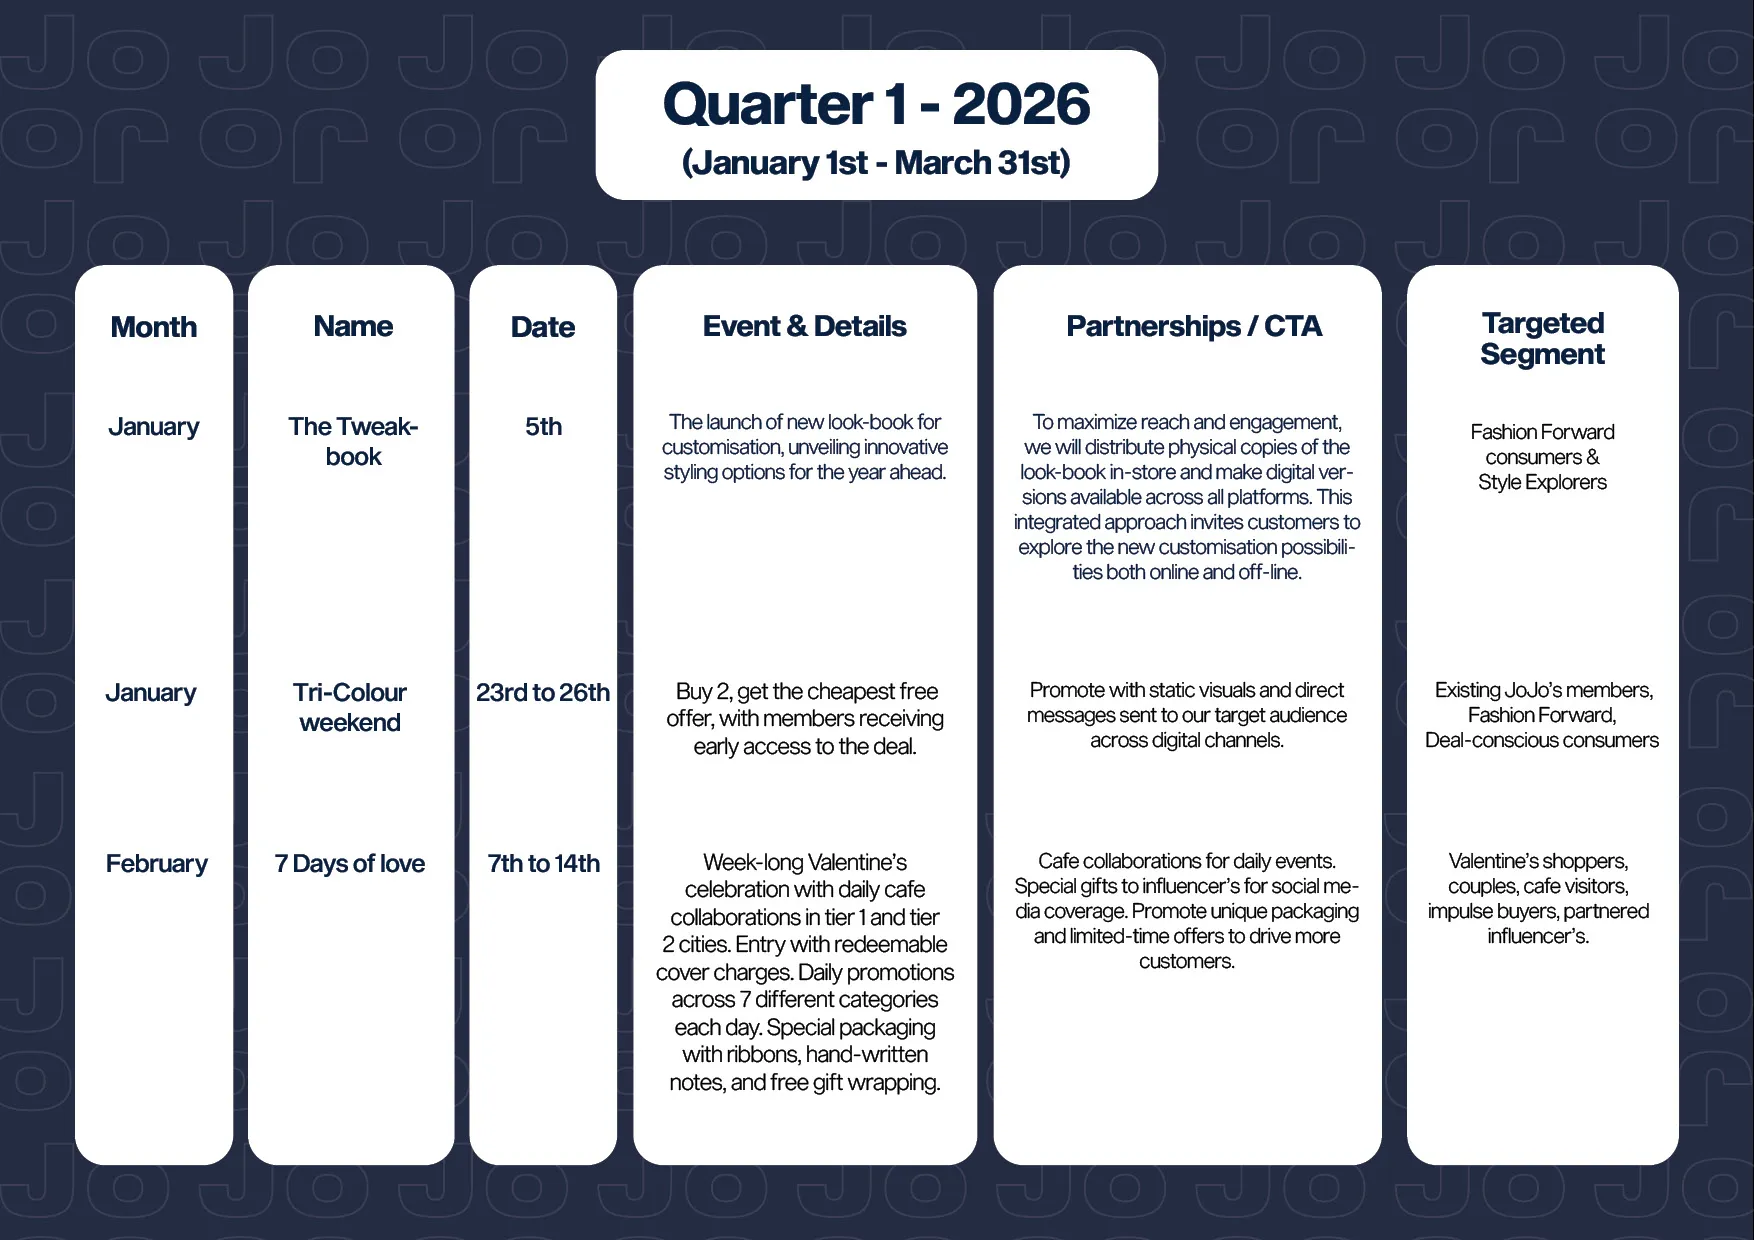 Quarter 1 - 2026
(January 1st - March 31st)
Month
Name
Date
Event & Details
Partnerships / CTA
Targeted
Segment
January
The Tweak-
book
5th
The launch of new look-book for
customisation, unveiling innovative
styling options for the year ahead.
To maximize reach and engagement,
we will distribute physical copies of the
look-book in-store and make digital ver-
sions available across all platforms. This
integrated approach invites customers to
explore the new customisation possibili-
ties both online and off-line.
Fashion Forward
consumers &
Style Explorers
January
Tri-Colour
weekend
23rd to 26th
Buy 2, get the cheapest free
offer, with members receiving
early access to the deal.
Promote with static visuals and direct
messages sent to our target audience
across digital channels.
Existing JoJo's members,
Fashion Forward,
Deal-conscious consumers
February
7 Days of love
7th to 14th
Week-long Valentine's
celebration with daily cafe
collaborations in tier 1 and tier
2 cities. Entry with redeemable
cover charges. Daily promotions
across 7 different categories
each day. Special packaging
with ribbons, hand-written
notes, and free gift wrapping.
Cafe collaborations for daily events.
Special gifts to influencer's for social me-
dia coverage. Promote unique packaging
and limited-time offers to drive more
customers.
Valentine's shoppers,
couples, cafe visitors,
impulse buyers, partnered
influencer's.